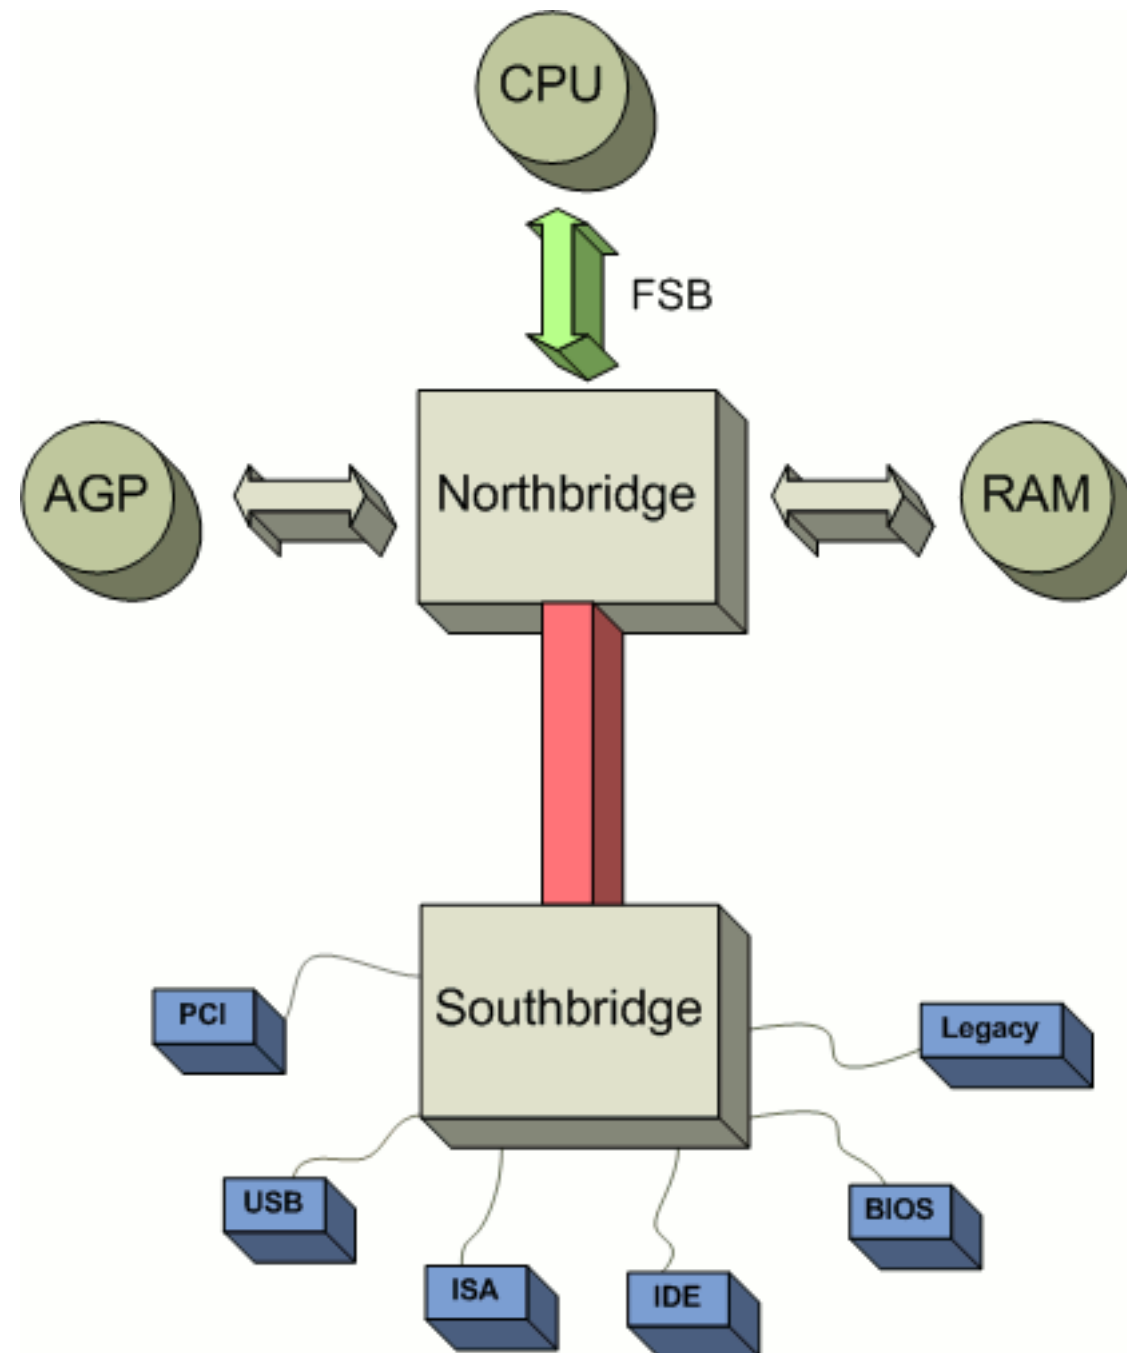 CPU
FSB
AGP
Northbridge
RAM
Southbridge
PCI
Legacy
USB
BIOS
ISA
IDE